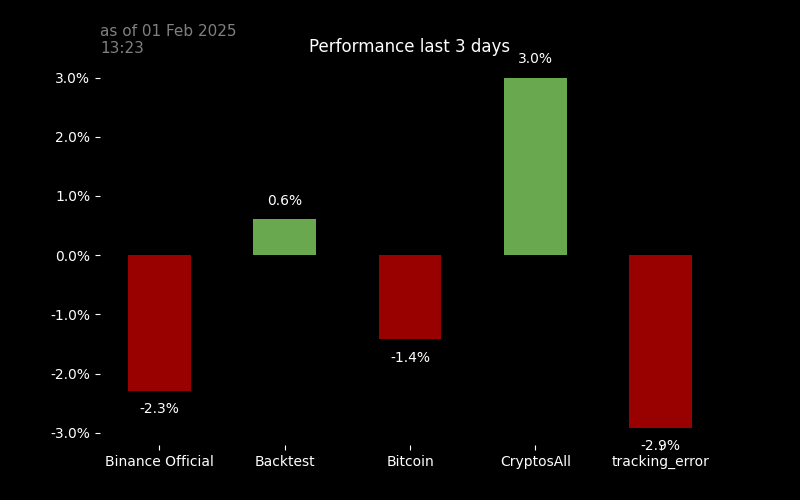 as of 01 Feb 2025
13:23
Performance last 3 days
3.0%
3.0%
2.0%
1.0%
0.6%
0.0%
-1.0%
-1.4%
-2.0%
-2.3%
-3.0%
-2.9%
Binance Official
Backtest
Bitcoin
CryptosAll
tracking_error